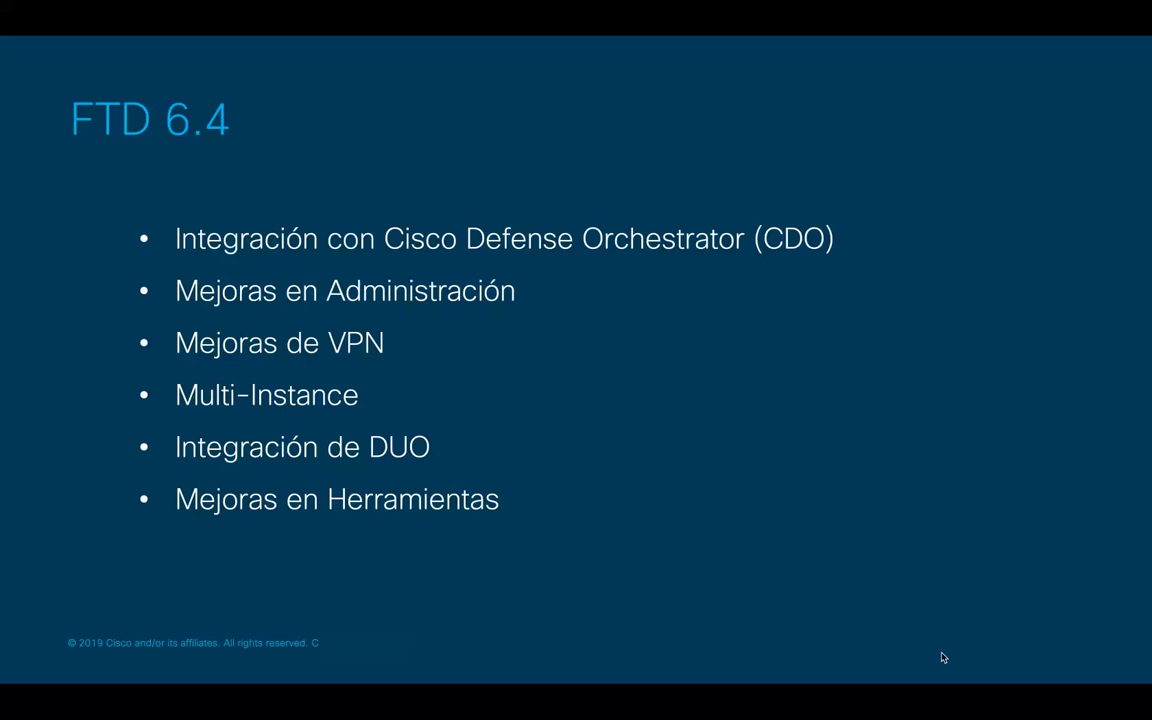 FTD 6.4
• Integración con Cisco Defense Orchestrator (CDO)
• Mejoras en Administración
• Mejoras de VPN
• Multi-Instance
• Integración de DUO
• Mejoras en Herramientas
© 2019 Cisco and/or its affiliates. All rights reserved. C